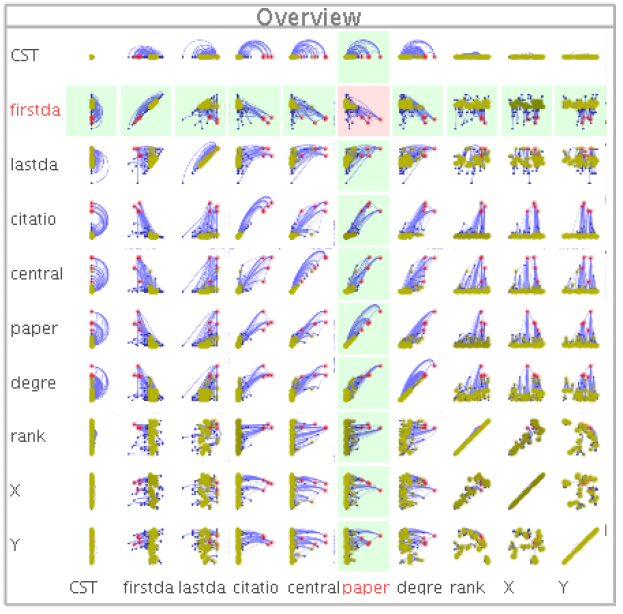 Overview
CST
firstda
lastda
citatio
central
paper
degre
rank
X
Y
CST firstda lastda citatio central paper degre rank X Y